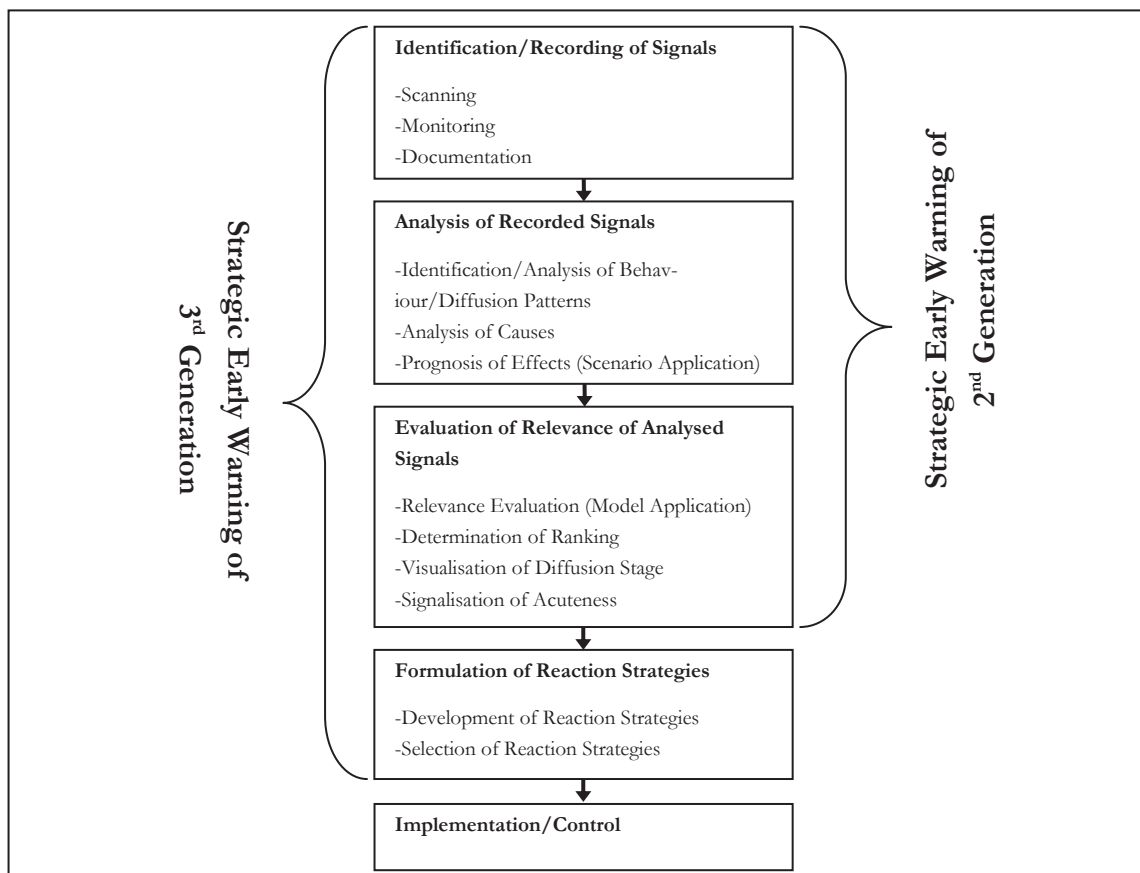 Identification/Recording of Signals
-Scanning
-Monitoring
-Documentation
Analysis of Recorded Signals
-Identification/Analysis of Behav-
iour/Diffusion Patterns
-Analysis of Causes
-Prognosis of Effects (Scenario Application)
Evaluation of Relevance of Analysed
Signals
-Relevance Evaluation (Model Application)
-Determination of Ranking
-Visualisation of Diffusion Stage
-Signalisation of Acuteness
Formulation of Reaction Strategies
-Development of Reaction Strategies
-Selection of Reaction Strategies
Implementation/Control
Strategic Early Warning of
3rd Generation
Strategic Early Warning of
2nd Generation